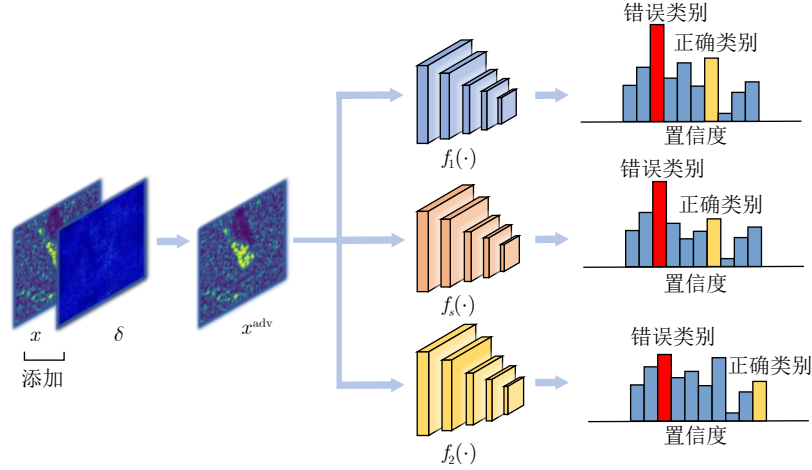 错误类别
正确类别
置信度
f₁(·)
错误类别
正确类别
置信度
fₛ(·)
x
δ
xᵃᵈᵛ
添加
错误类别
正确类别
置信度
f₂(·)